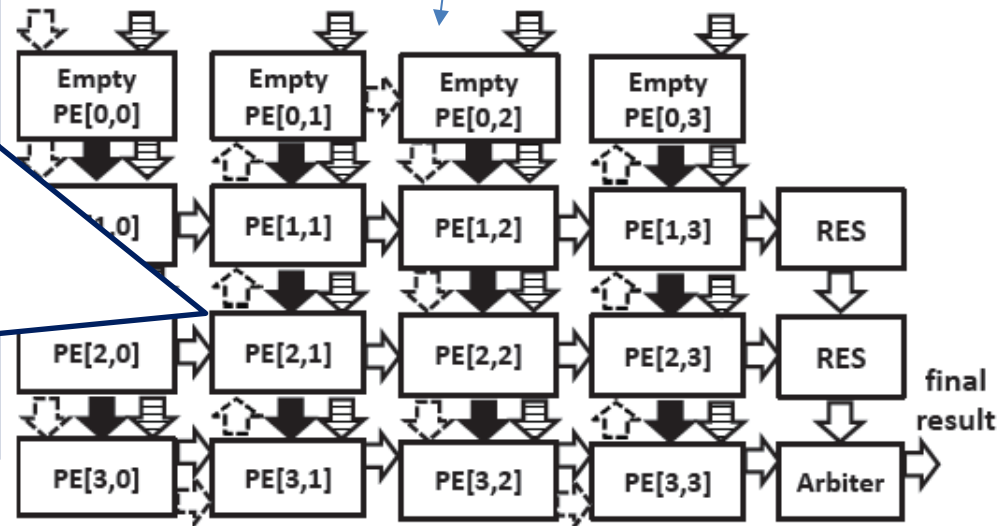 Empty
PE[0,0]
Empty
PE[0,1]
Empty
PE[0,2]
Empty
PE[0,3]
1,0]
PE[1,1]
PE[1,2]
PE[1,3]
RES
PE[2,0]
PE[2,1]
PE[2,2]
PE[2,3]
RES
final
result
PE[3,0]
PE[3,1]
PE[3,2]
PE[3,3]
Arbiter